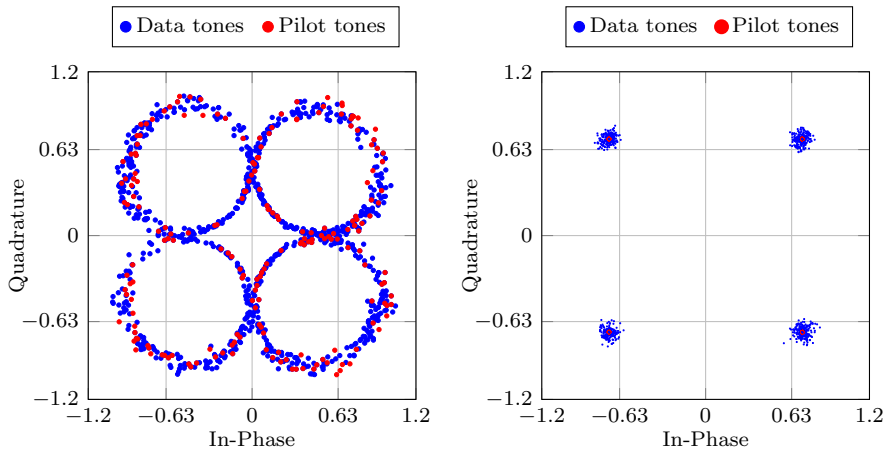 Data tones Pilot tones
1.2
0.63
0
−0.63
−1.2
Quadrature
−1.2 −0.63 0 0.63 1.2
In-Phase
Data tones Pilot tones
1.2
0.63
0
−0.63
−1.2
Quadrature
−1.2 −0.63 0 0.63 1.2
In-Phase